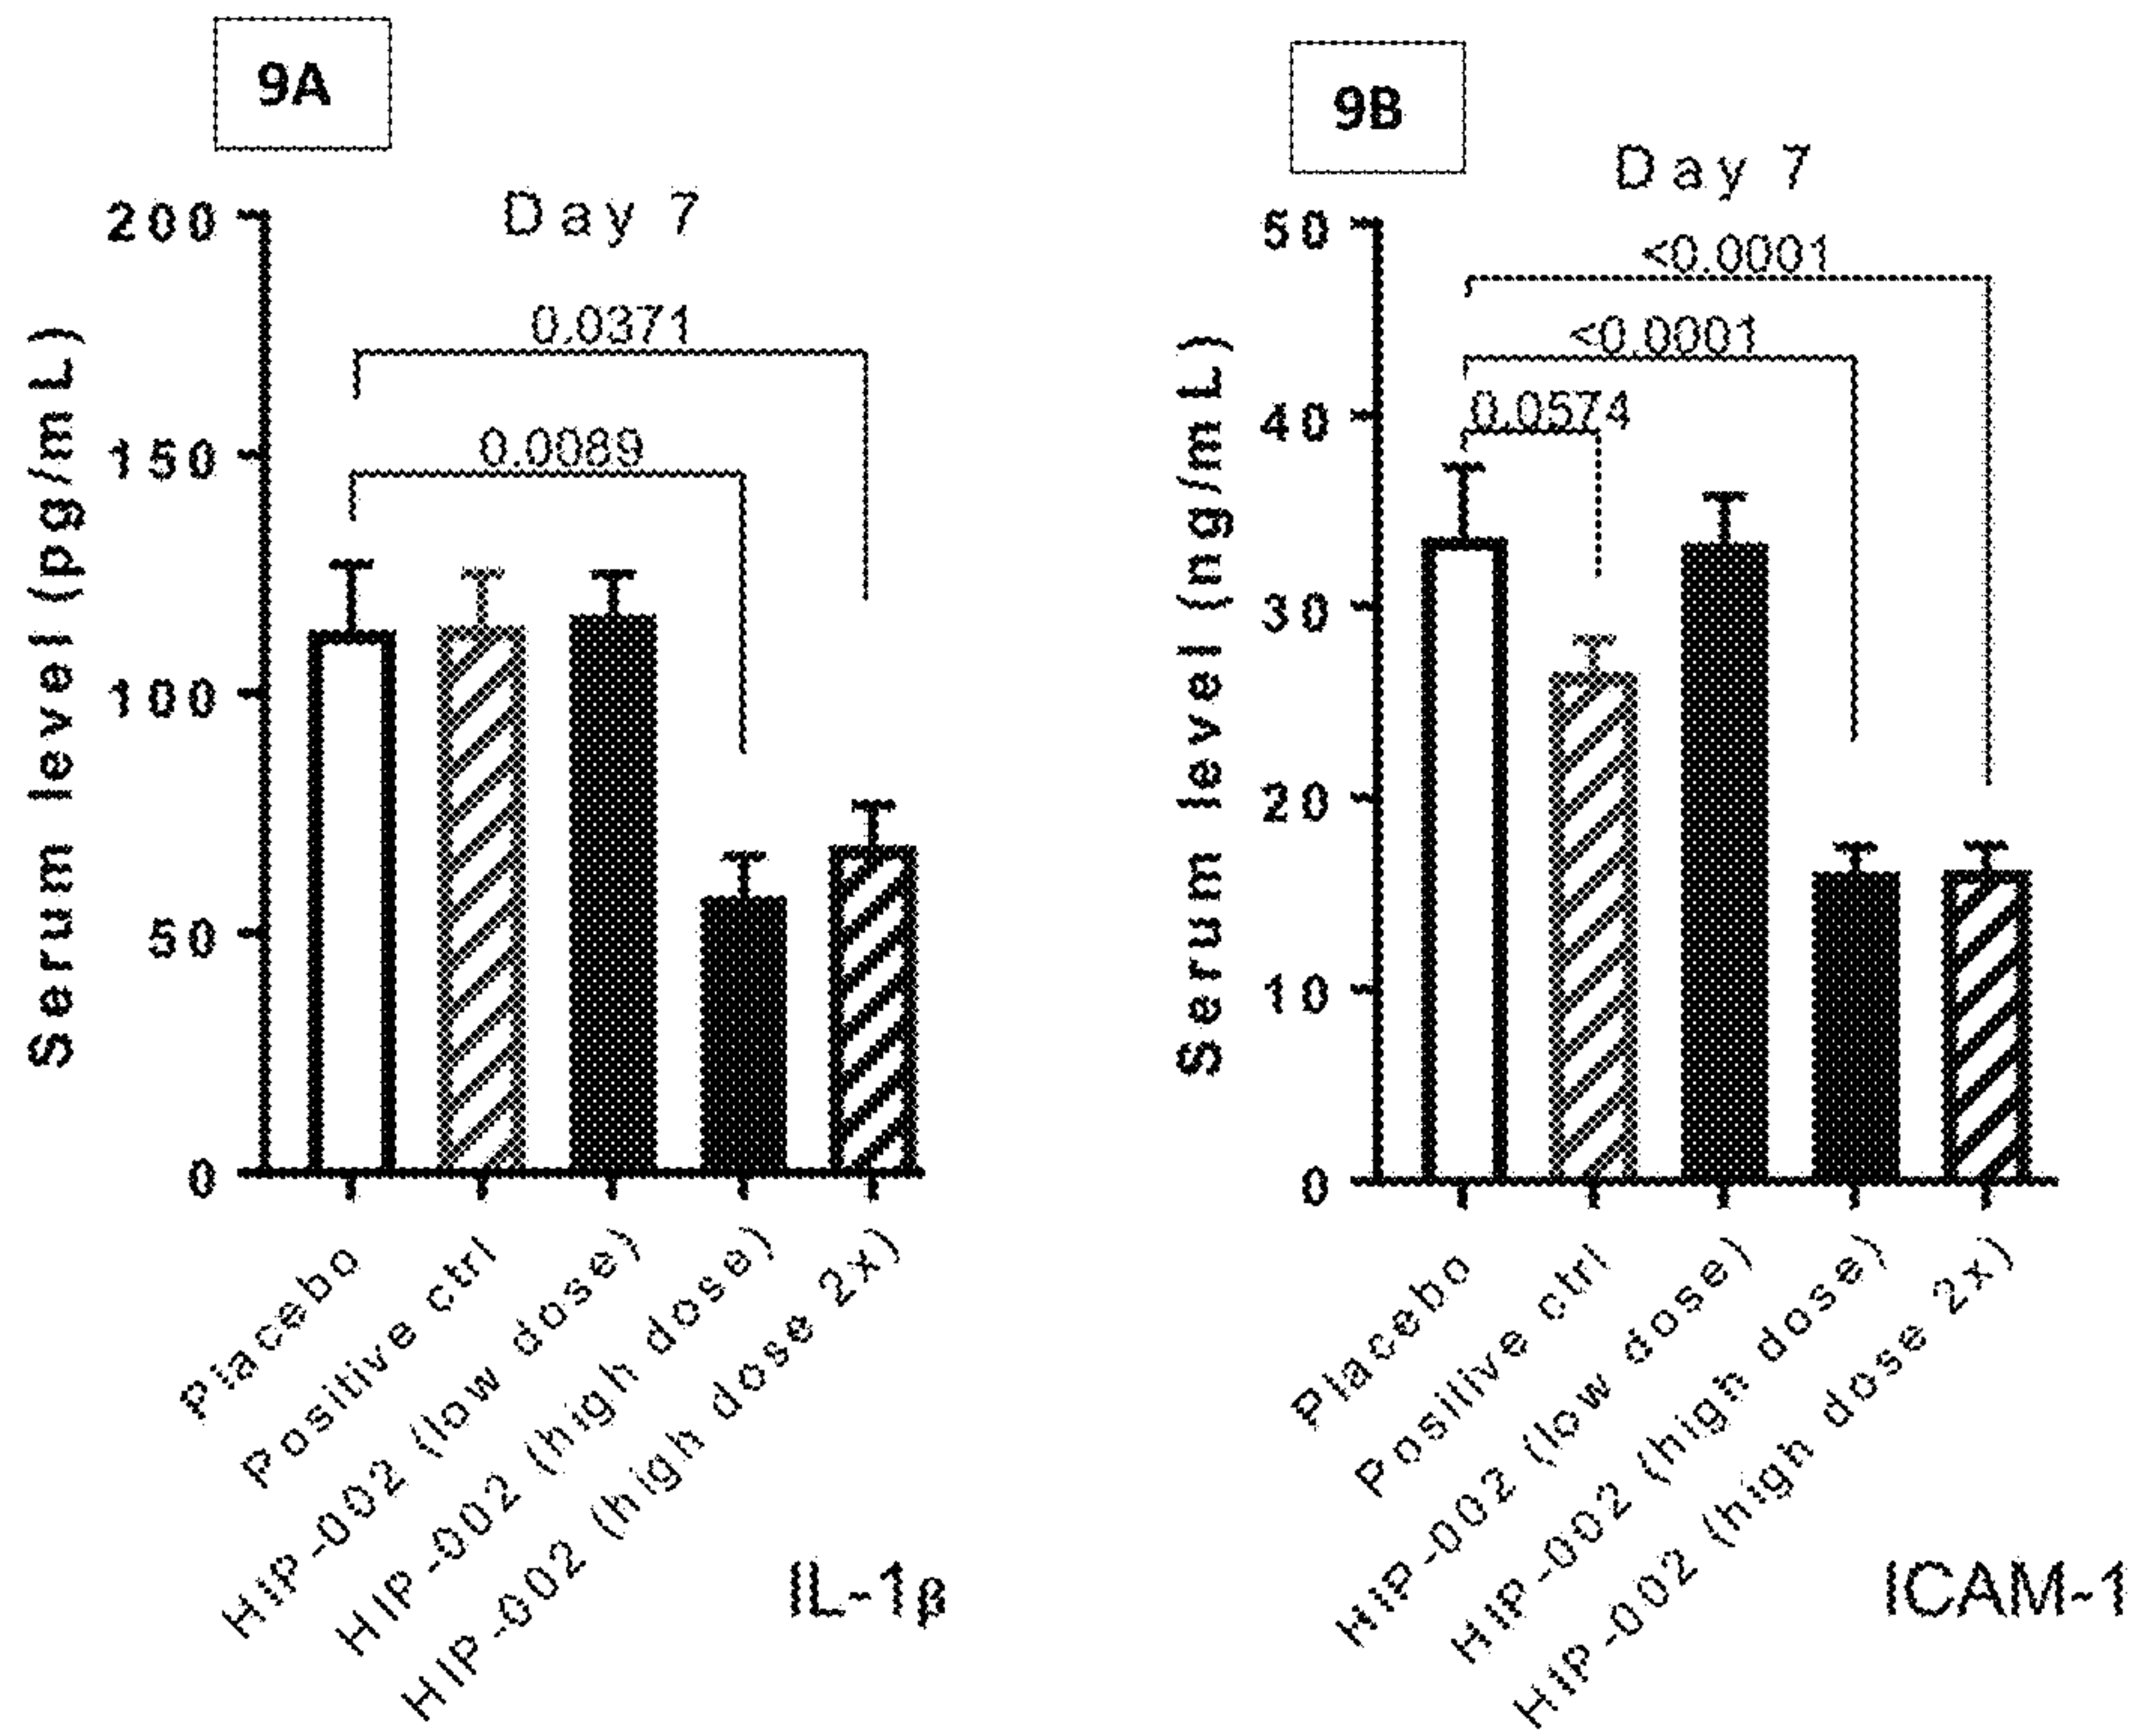 9A
Day 7
Serum level (pg/mL)
200
150
100
50
0
0.0371
0.0089
Placebo
Positive ctrl
HIP-002 (low dose)
HIP-002 (high dose)
HIP-002 (high dose 2x)
IL-1β
9B
Day 7
Serum level (ng/mL)
50
40
30
20
10
0
<0.0001
<0.0001
0.0574
Placebo
Positive ctrl
HIP-002 (low dose)
HIP-002 (high dose)
HIP-002 (high dose 2x)
ICAM-1